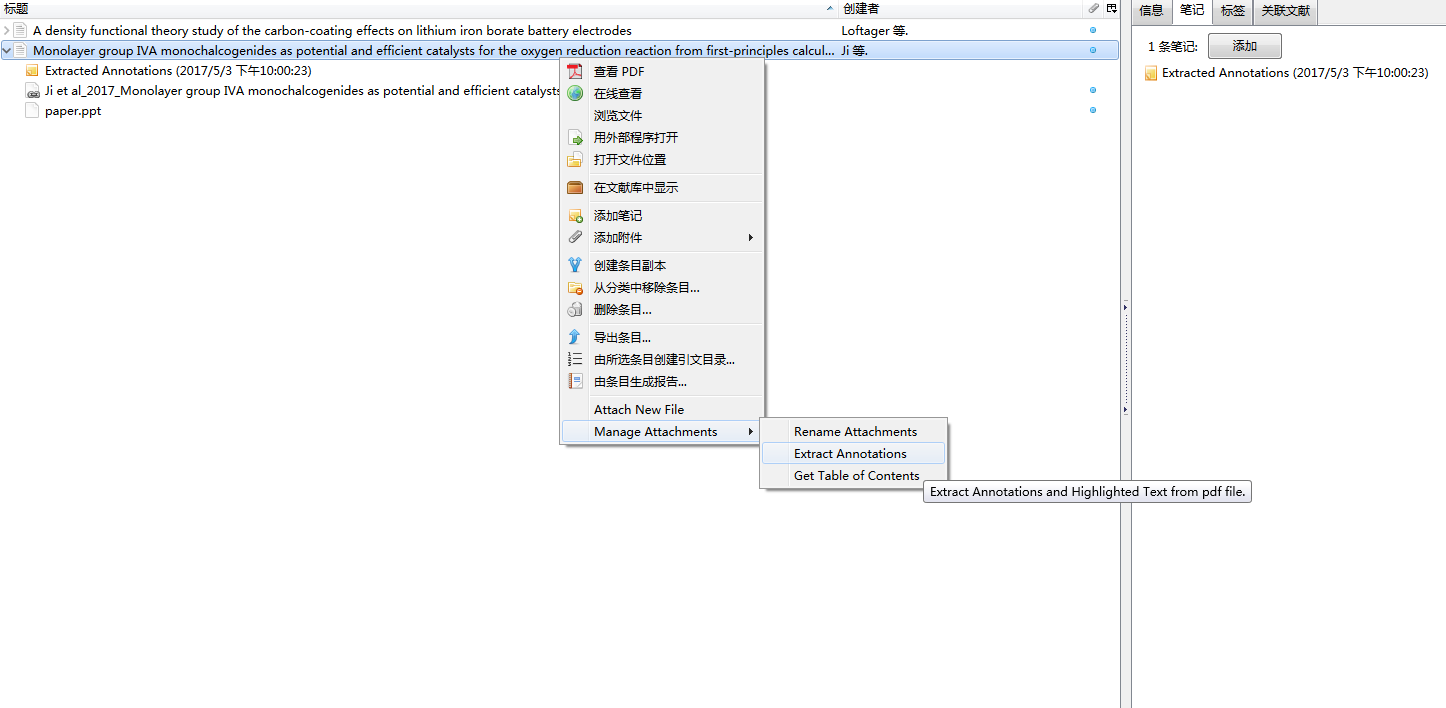 标题 创建者
A density functional theory study of the carbon-coating effects on lithium iron borate battery electrodes Loftager 等.
Monolayer group IVA monochalcogenides as potential and efficient catalysts for the oxygen reduction reaction from first-principles calcul... Ji 等.
Extracted Annotations (2017/5/3 下午10:00:23)
Ji et al_2017_Monolayer group IVA monochalcogenides as potential and efficient catalysts
paper.ppt
查看 PDF
在线查看
浏览文件
用外部程序打开
打开文件位置
在文献库中显示
添加笔记
添加附件
创建条目副本
从分类中移除条目...
删除条目...
导出条目...
由所选条目创建引文目录...
由条目生成报告...
Attach New File
Manage Attachments
Rename Attachments
Extract Annotations
Get Table of Contents
Extract Annotations and Highlighted Text from pdf file.
信息 笔记 标签 关联文献
1 条笔记: 添加
Extracted Annotations (2017/5/3 下午10:00:23)